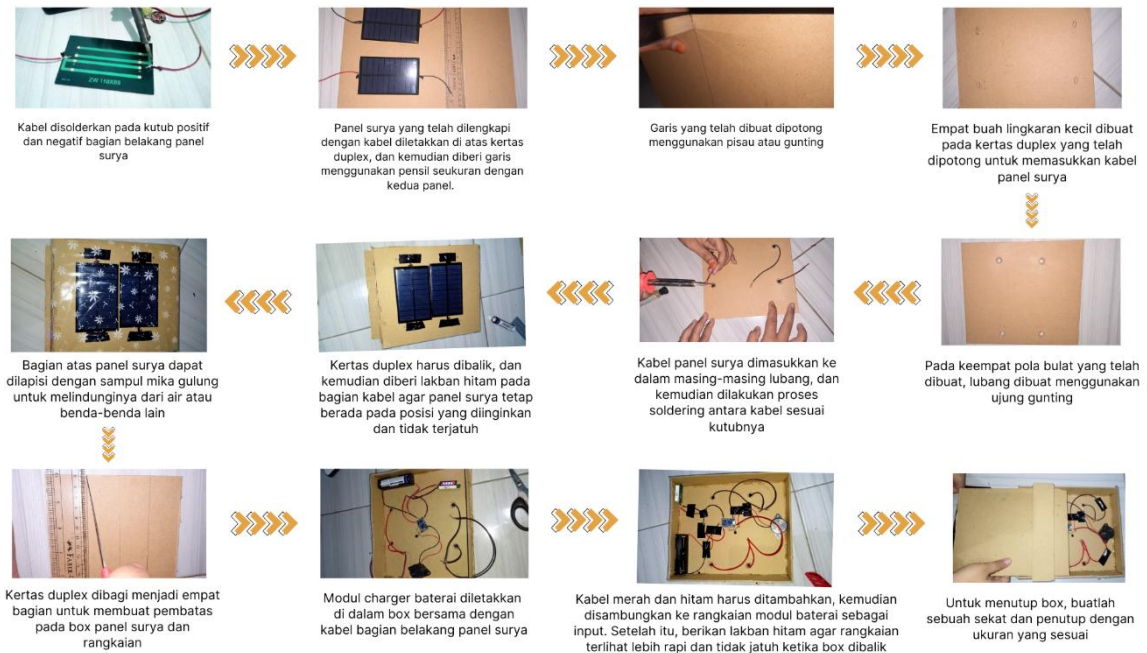 ZW 118X69
Kabel disolderkan pada kutub positif
dan negatif bagian belakang panel
surya
Panel surya yang telah dilengkapi
dengan kabel diletakkan di atas kertas
duplex, dan kemudian diberi garis
menggunakan pensil seukuran dengan
kedua panel.
Garis yang telah dibuat dipotong
menggunakan pisau atau gunting
Empat buah lingkaran kecil dibuat
pada kertas duplex yang telah
dipotong untuk memasukkan kabel
panel surya
Pada keempat pola bulat yang telah
dibuat, lubang dibuat menggunakan
ujung gunting
Kabel panel surya dimasukkan ke
dalam masing-masing lubang, dan
kemudian dilakukan proses
soldering antara kabel sesuai
kutubnya
Kertas duplex harus dibalik, dan
kemudian diberi lakban hitam pada
bagian kabel agar panel surya tetap
berada pada posisi yang diinginkan
dan tidak terjatuh
Bagian atas panel surya dapat
dilapisi dengan sampul mika gulung
untuk melindunginya dari air atau
benda-benda lain
Kertas duplex dibagi menjadi empat
bagian untuk membuat pembatas
pada box panel surya dan
rangkaian
Modul charger baterai diletakkan
di dalam box bersama dengan
kabel bagian belakang panel surya
Kabel merah dan hitam harus ditambahkan, kemudian
disambungkan ke rangkaian modul baterai sebagai
input. Setelah itu, berikan lakban hitam agar rangkaian
terlihat lebih rapi dan tidak jatuh ketika box dibalik
Untuk menutup box, buatlah
sebuah sekat dan penutup dengan
ukuran yang sesuai